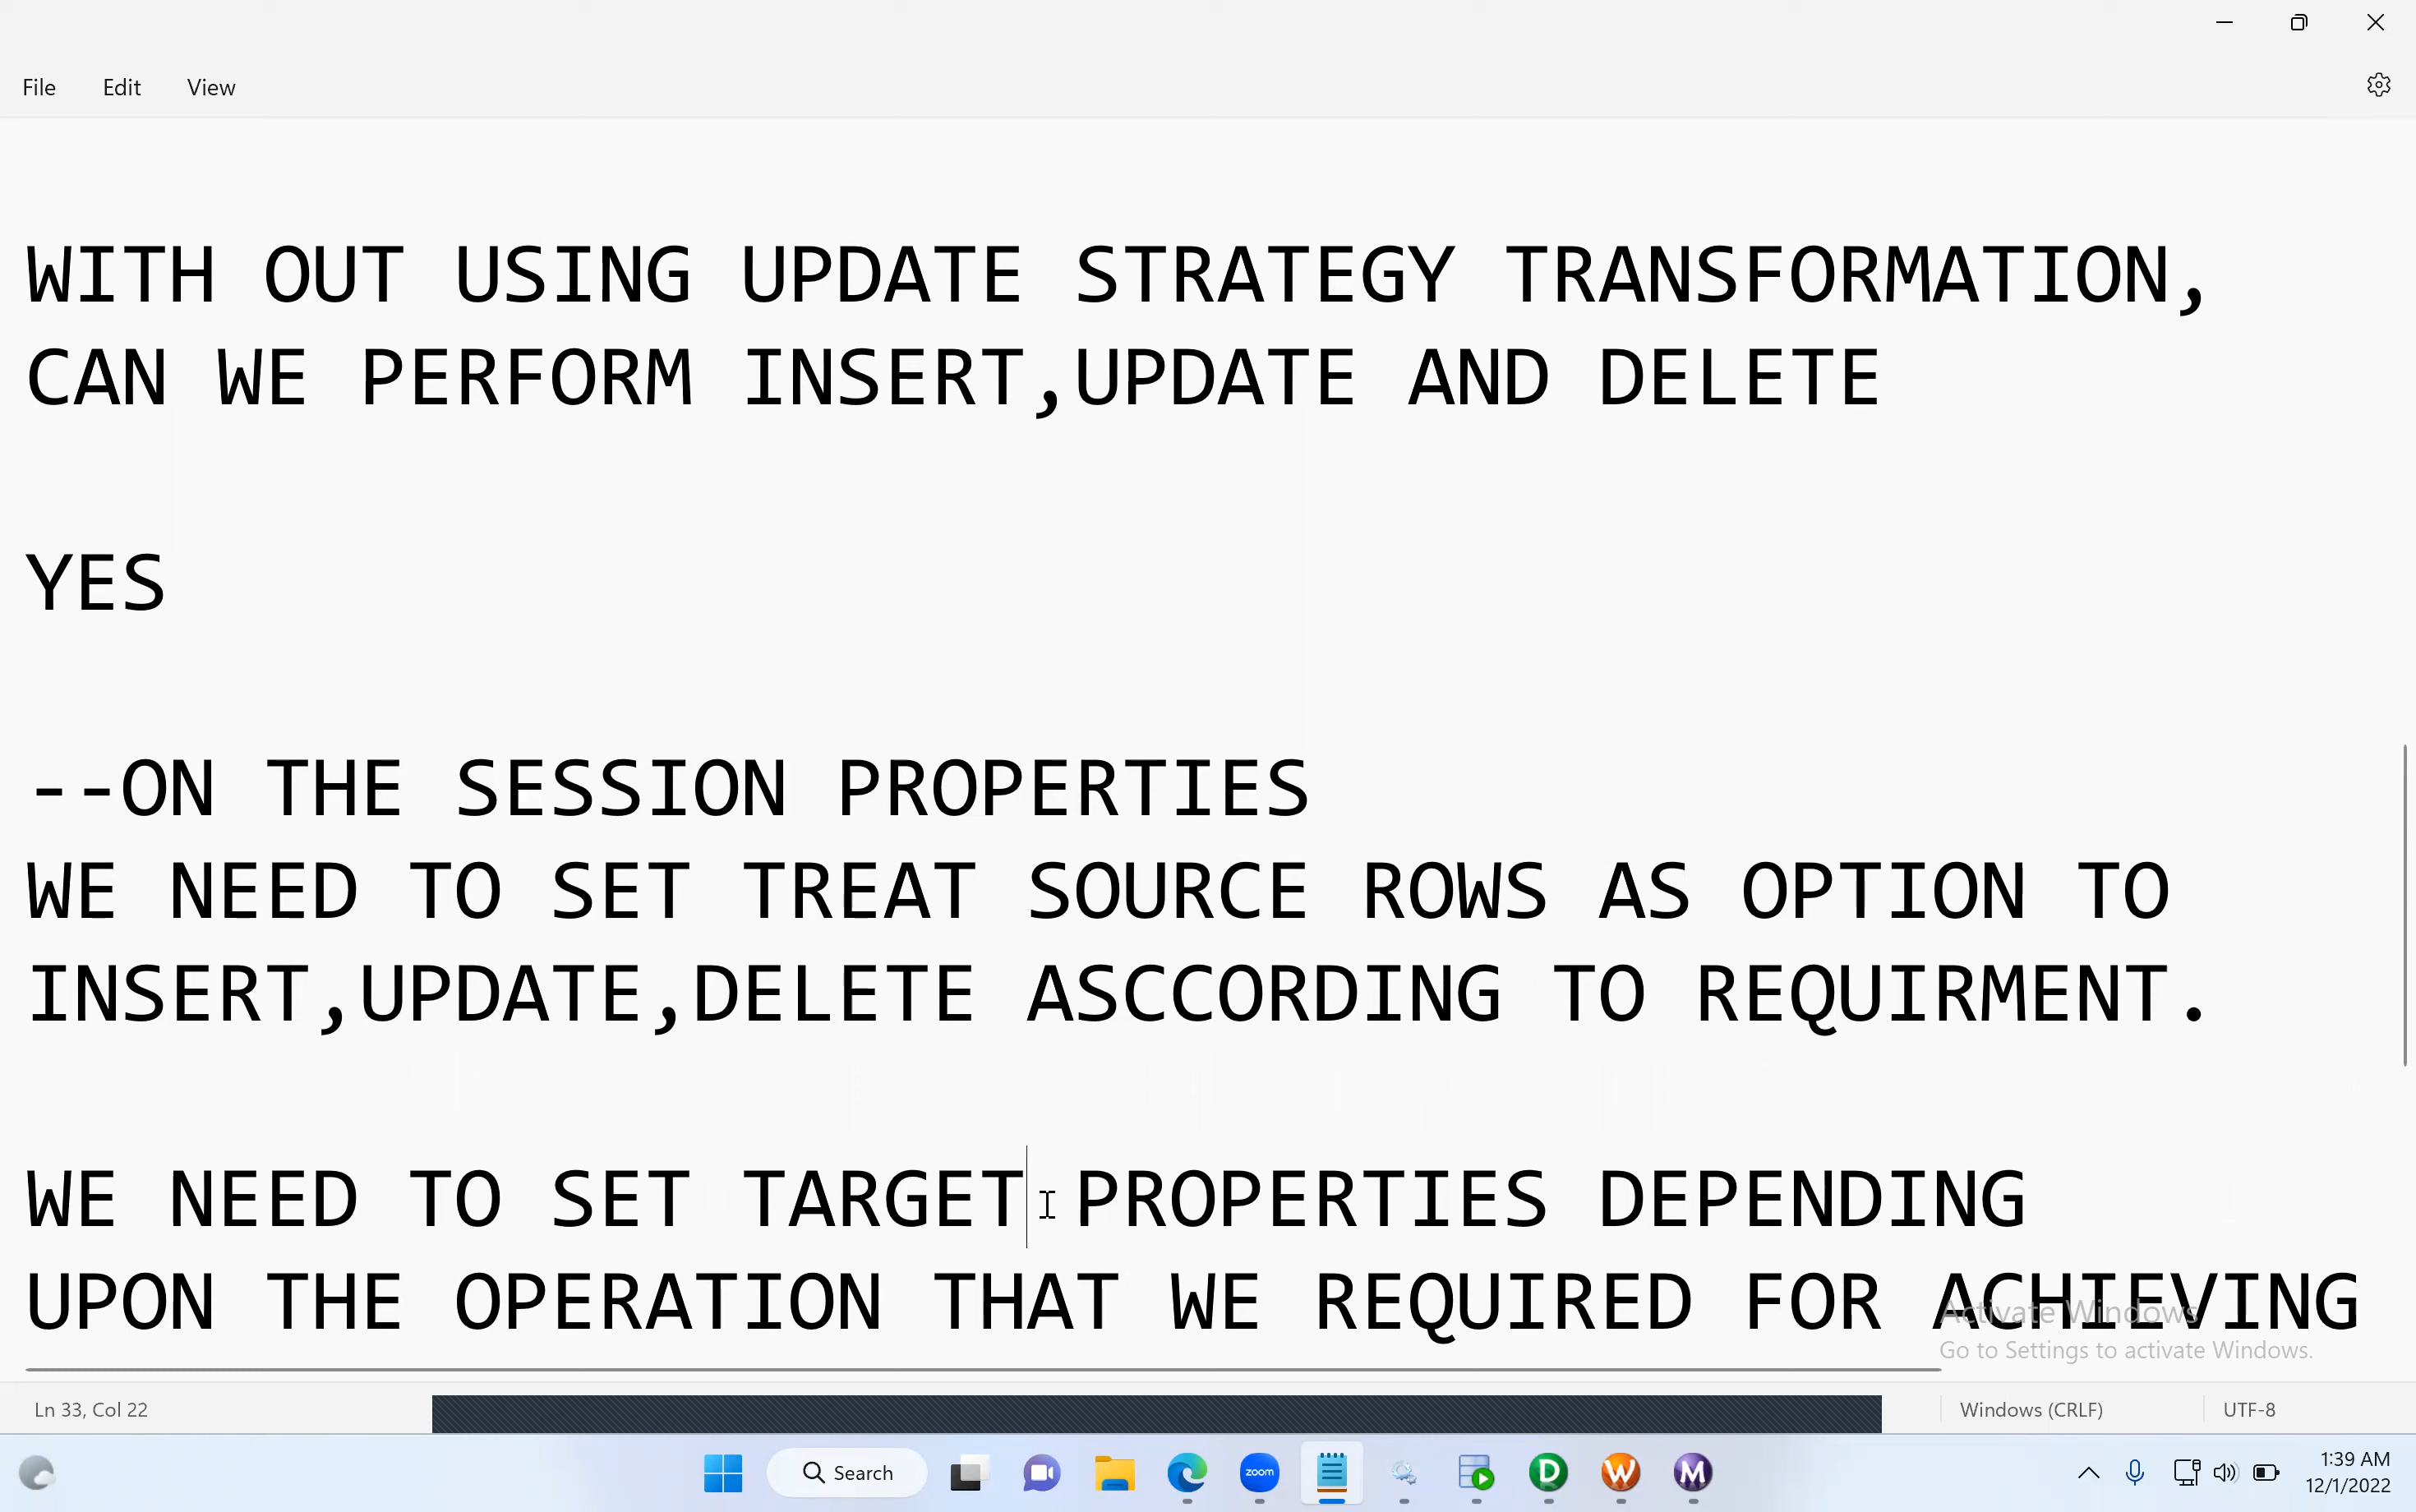 File Edit View
WITH OUT USING UPDATE STRATEGY TRANSFORMATION,
CAN WE PERFORM INSERT,UPDATE AND DELETE
YES
--ON THE SESSION PROPERTIES
WE NEED TO SET TREAT SOURCE ROWS AS OPTION TO
INSERT,UPDATE,DELETE ASCCORDING TO REQUIRMENT.
WE NEED TO SET TARGET PROPERTIES DEPENDING
UPON THE OPERATION THAT WE REQUIRED FOR ACHIEVING
Activate Windows
Go to Settings to activate Windows.
Ln 33, Col 22 Windows (CRLF) UTF-8
Search zoom D W M 1:39 AM
12/1/2022